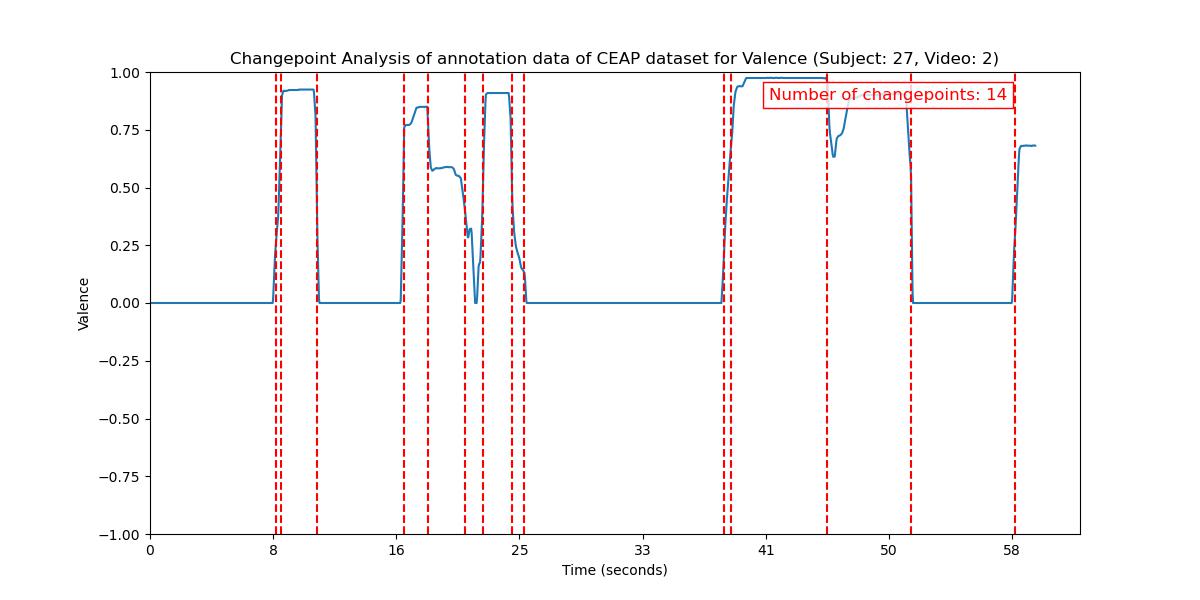 Changepoint Analysis of annotation data of CEAP dataset for Valence (Subject: 27, Video: 2)
Number of changepoints: 14
1.00
0.75
0.50
0.25
0.00
−0.25
−0.50
−0.75
−1.00
Valence
0 8 16 25 33 41 50 58
Time (seconds)